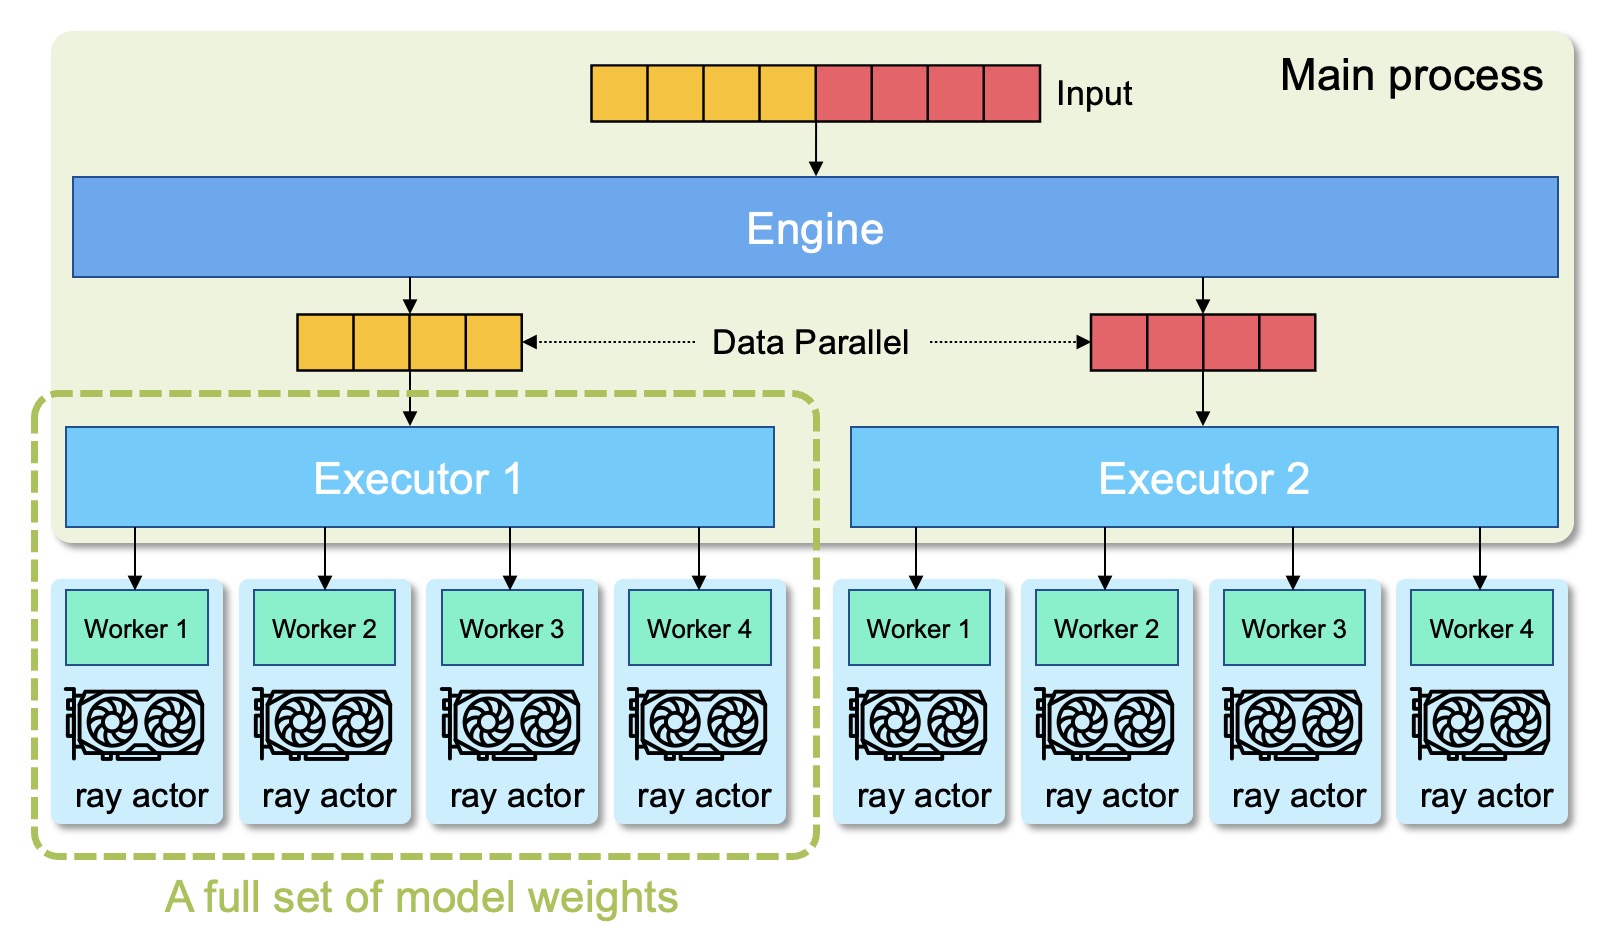 Main process
Input
Engine
Data Parallel
Executor 1
Executor 2
Worker 1
Worker 2
Worker 3
Worker 4
Worker 1
Worker 2
Worker 3
Worker 4
ray actor
ray actor
ray actor
ray actor
ray actor
ray actor
ray actor
ray actor
A full set of model weights